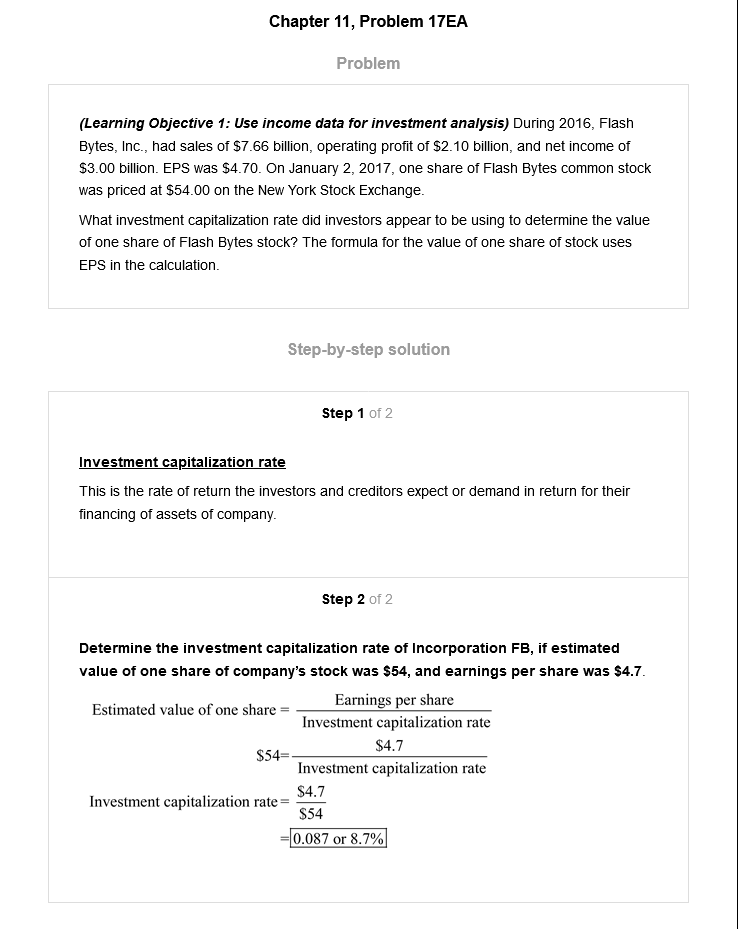 Chapter 11, Problem 17EA
Problem
(Learning Objective 1: Use income data for investment analysis) During 2016, Flash
Bytes, Inc., had sales of $7.66 billion, operating profit of $2.10 billion, and net income of
$3.00 billion. EPS was $4.70. On January 2, 2017, one share of Flash Bytes common stock
was priced at $54.00 on the New York Stock Exchange.
What investment capitalization rate did investors appear to be using to determine the value
of one share of Flash Bytes stock? The formula for the value of one share of stock uses
EPS in the calculation.
Step-by-step solution
Step 1 of 2
Investment capitalization rate
This is the rate of return the investors and creditors expect or demand in return for their
financing of assets of company.
Step 2 of 2
Determine the investment capitalization rate of Incorporation FB, if estimated
value of one share of company’s stock was $54, and earnings per share was $4.7.
Estimated value of one share =
Earnings per share
Investment capitalization rate
$54=
$4.7
Investment capitalization rate
Investment capitalization rate =
$4.7
$54
=0.087 or 8.7%